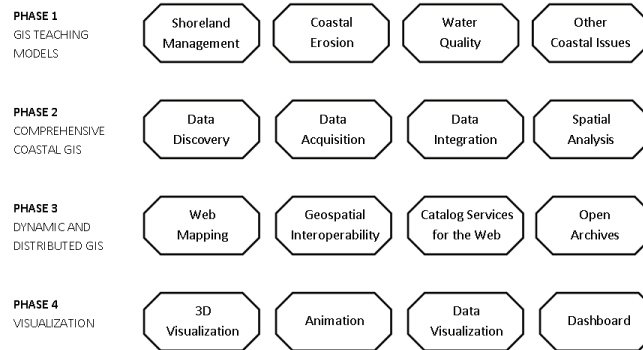 PHASE 1
GIS TEACHING
MODELS
Shoreland
Management
Coastal
Erosion
Water
Quality
Other
Coastal Issues
PHASE 2
COMPREHENSIVE
COASTAL GIS
Data
Discovery
Data
Acquisition
Data
Integration
Spatial
Analysis
PHASE 3
DYNAMIC AND
DISTRIBUTED GIS
Web
Mapping
Geospatial
Interoperability
Catalog Services
for the Web
Open
Archives
PHASE 4
VISUALIZATION
3D
Visualization
Animation
Data
Visualization
Dashboard